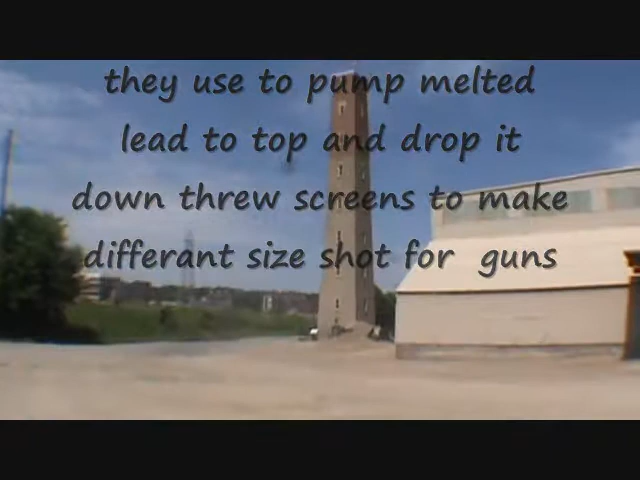 they use to pump melted
lead to top and drop it
down threw screens to make
differant size shot for guns